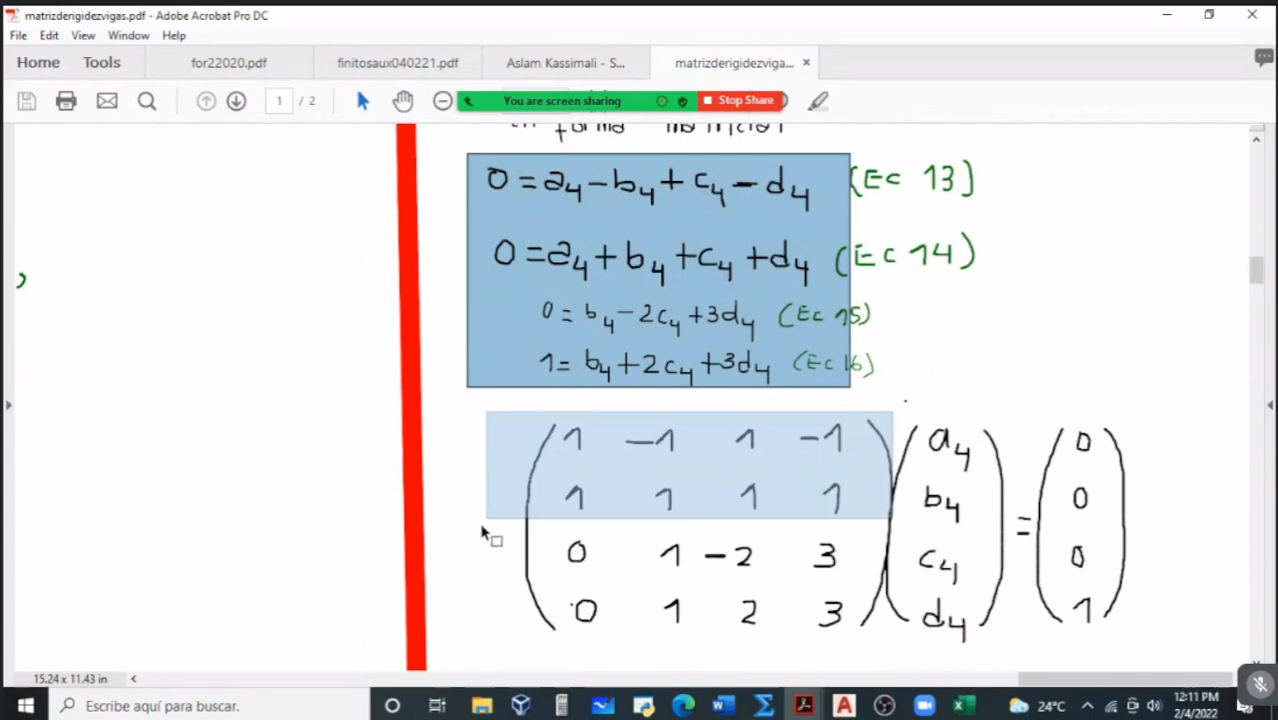 matrizderigidezvigas.pdf - Adobe Acrobat Pro DC
File Edit View Window Help
Home Tools for22020.pdf finitosaux040221.pdf Aslam Kassimali - S... matrizderigidezviga... ×
1 / 2 You are screen sharing Stop Share
en forma matricial
0 = a₄ - b₄ + c₄ - d₄ (Ec 13)
0 = a₄ + b₄ + c₄ + d₄ (Ec 14)
0 = b₄ - 2c₄ + 3d₄ (Ec 15)
1 = b₄ + 2c₄ + 3d₄ (Ec 16)
1 -1 1 -1 a₄ 0
1 1 1 1 b₄ 0
=
0 1 -2 3 c₄ 0
0 1 2 3 d₄ 1
15.24 x 11.43 in
Escribe aquí para buscar. 24°C 12:11 PM
2/4/2022